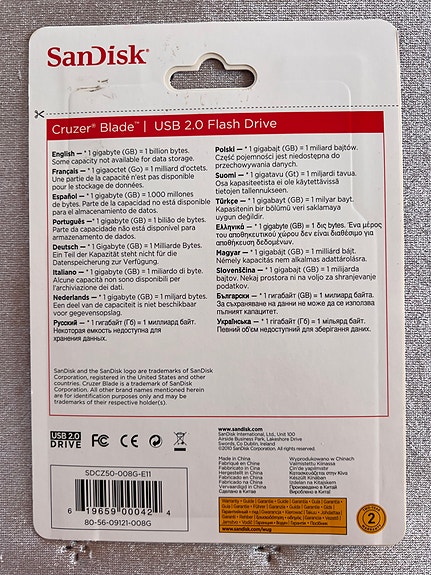 SanDisk®
Cruzer® Blade™ | USB 2.0 Flash Drive
English — * 1 gigabyte (GB) = 1 billion bytes.
Some capacity not available for data storage.
Français — * 1 gigaoctet (Go) = 1 milliard d'octets.
Une partie de la capacité n'est pas disponible
pour le stockage de données.
Español — * 1 gigabyte (GB) = 1.000 millones
de bytes. Parte de la capacidad no está disponible
para el almacenamiento de datos.
Português — * 1 gigabyte (GB) = 1 bilião de bytes.
Parte da capacidade não está disponível para
armazenamento de dados.
Deutsch — * 1 Gigabyte (GB) = 1 Milliarde Bytes.
Ein Teil der Kapazität steht nicht für die
Datenspeicherung zur Verfügung.
Italiano — * 1 gigabyte (GB) = 1 miliardo di byte.
Alcune capacità non sono disponibili per
l'archiviazione dei dati.
Nederlands — * 1 gigabyte (GB) = 1 miljard bytes.
Een deel van de capaciteit is niet beschikbaar
voor gegevensopslag.
Русский — * 1 гигабайт (Гб) = 1 миллиард байт.
Некоторая емкость недоступна для
хранения данных.
Polski — * 1 gigabajt (GB) = 1 miliard bajtów.
Część pojemności jest niedostępna do
przechowywania danych.
Suomi — * 1 gigatavu (Gt) = 1 miljardi tavua.
Osa kapasiteetista ei ole käytettävissä
tietojen tallennukseen.
Türkçe — * 1 gigabayt (GB) = 1 milyar bayt.
Kapasitenin bir bölümü veri saklamaya
uygun değildir.
Ελληνικά — * 1 gigabyte (GB) = 1 δις bytes. Ένα μέρος
του αποθηκευτικού χώρου δεν είναι διαθέσιμο για
αποθήκευση δεδομένων.
Magyar — * 1 gigabájt (GB) = 1 milliárd bájt.
Némely kapacitás nem alkalmas adattárolásra.
Slovenščina — * 1 gigabajt (GB) = 1 milijarda
bajtov. Nekaj prostora ni na voljo za shranjevanje
podatkov.
Български — * 1 гигабайт (GB) = 1 милиард байта.
За съхраняване на данни не може да се използва
пълният капацитет.
Українська — * 1 гігабайт (Гб) = 1 мільярд байт.
Певний об'єм недоступний для зберігання даних.
SanDisk and the SanDisk logo are trademarks of SanDisk
Corporation, registered in the United States and other
countries. Cruzer Blade is a trademark of SanDisk
Corporation. All other brand names mentioned herein are
for identification purposes only and may be
trademarks of their respective holder(s).
USB 2.0
DRIVE
SDCZ50-008G-E11
6 19659 00042 4
80-56-09121-008G
www.sandisk.com
SanDisk International, Ltd., Unit 100
Airside Business Park, Lakeshore Drive
Swords, Co Dublin, Ireland
©2010 SanDisk Corporation. All rights reserved.
Made in China
Fabriqué en Chine
Fabricado in Cina
Hergestellt in China
Fabricado en China
Fabricado na China
Vervaardigd in China
Сделано в Китае
Wyprodukowano w Chinach
Valmistettu Kiinassa
Çin'de yapılmıştır
Κατασκευάζεται στην Κίνα
Készült Kínában
Izdelan na Kitajskem
Произведено в Китай
Вироблено в Китаї
www.sandisk.com/wug
2